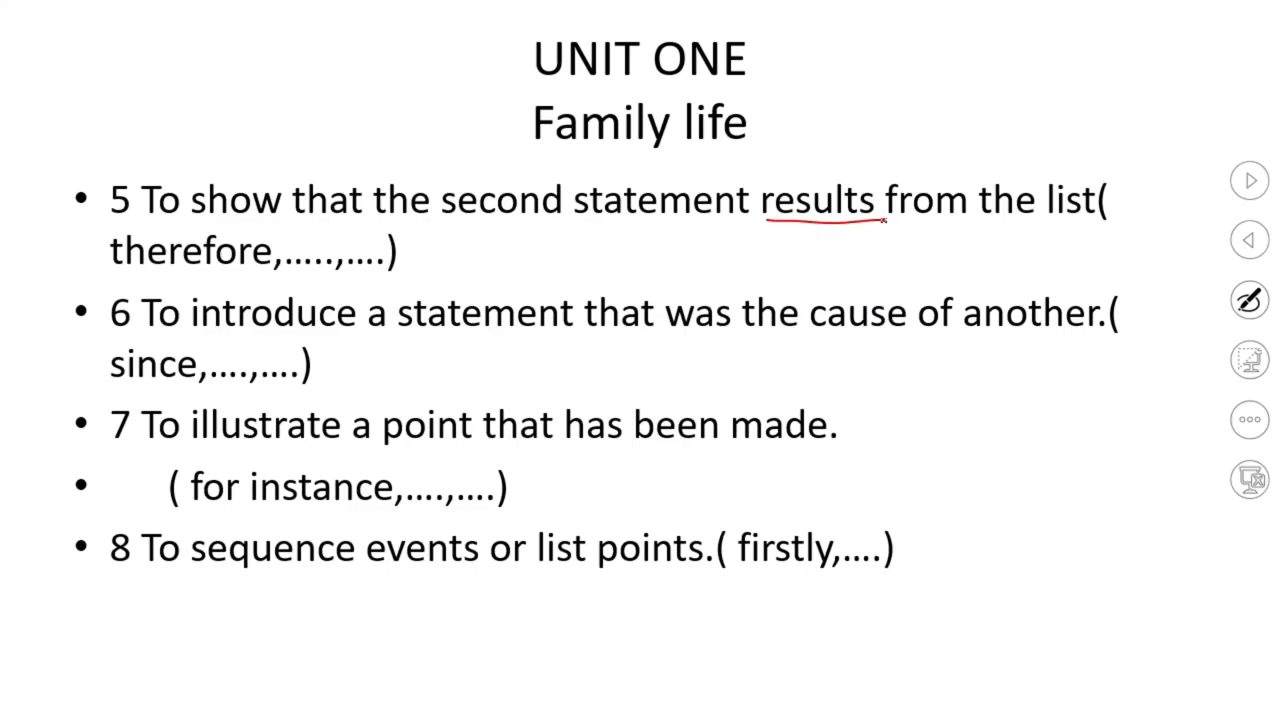 UNIT ONE
Family life
• 5 To show that the second statement results from the list(
therefore,…..,….)
• 6 To introduce a statement that was the cause of another.(
since,….,….)
• 7 To illustrate a point that has been made.
• ( for instance,….,….)
• 8 To sequence events or list points.( firstly,….)